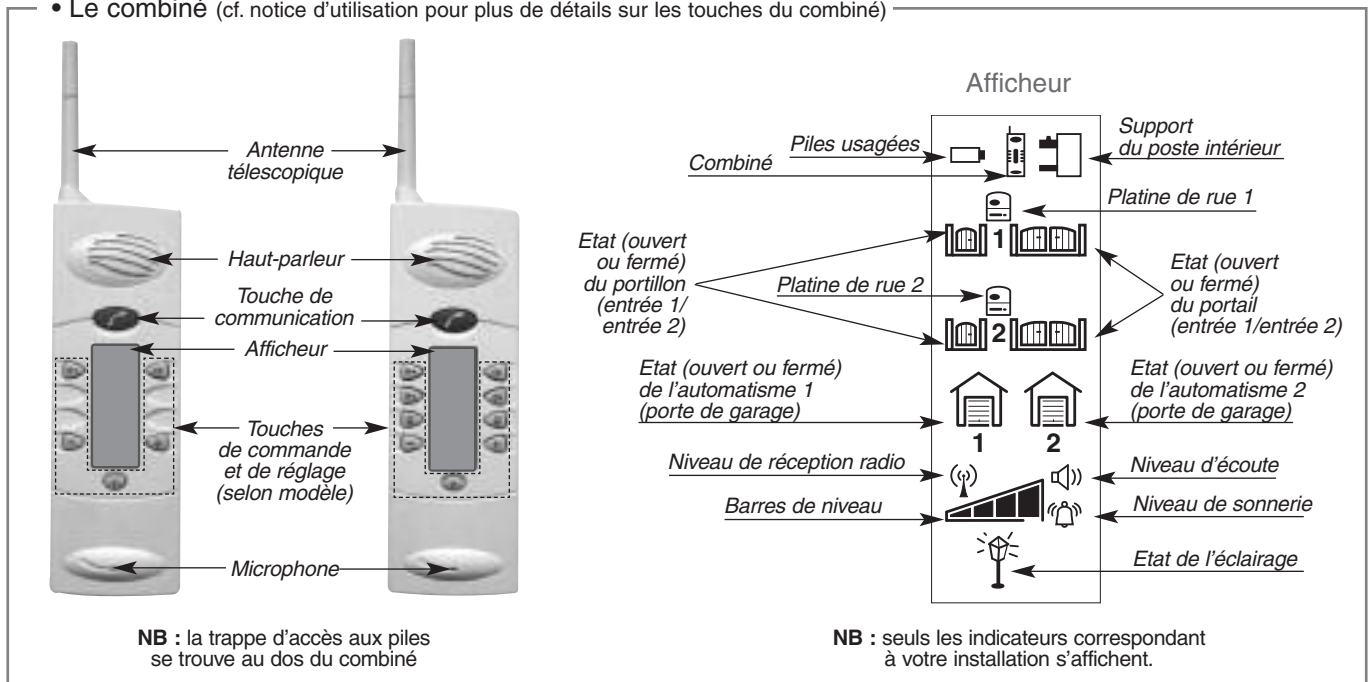 • Le combiné (cf. notice d'utilisation pour plus de détails sur les touches du combiné)
Antenne
télescopique
Haut-parleur
Touche de
communication
Afficheur
Touches
de commande
et de réglage
(selon modèle)
Microphone
NB : la trappe d'accès aux piles
se trouve au dos du combiné
Afficheur
Piles usagées
Combiné
Support
du poste intérieur
Platine de rue 1
1
Etat (ouvert
ou fermé)
du portillon
(entrée 1/
entrée 2)
Platine de rue 2
2
Etat (ouvert
ou fermé)
du portail
(entrée 1/entrée 2)
Etat (ouvert ou fermé)
de l'automatisme 1
(porte de garage)
1
2
Etat (ouvert ou fermé)
de l'automatisme 2
(porte de garage)
Niveau de réception radio
Barres de niveau
Niveau d'écoute
Niveau de sonnerie
Etat de l'éclairage
NB : seuls les indicateurs correspondant
à votre installation s'affichent.